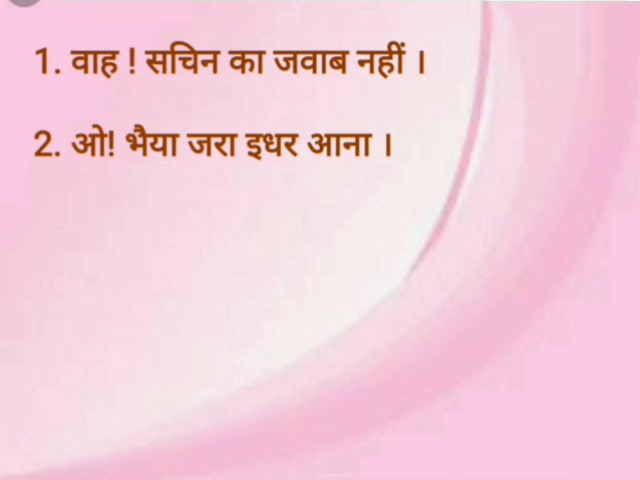 1. वाह ! सचिन का जवाब नहीं ।
2. ओ! भैया जरा इधर आना ।